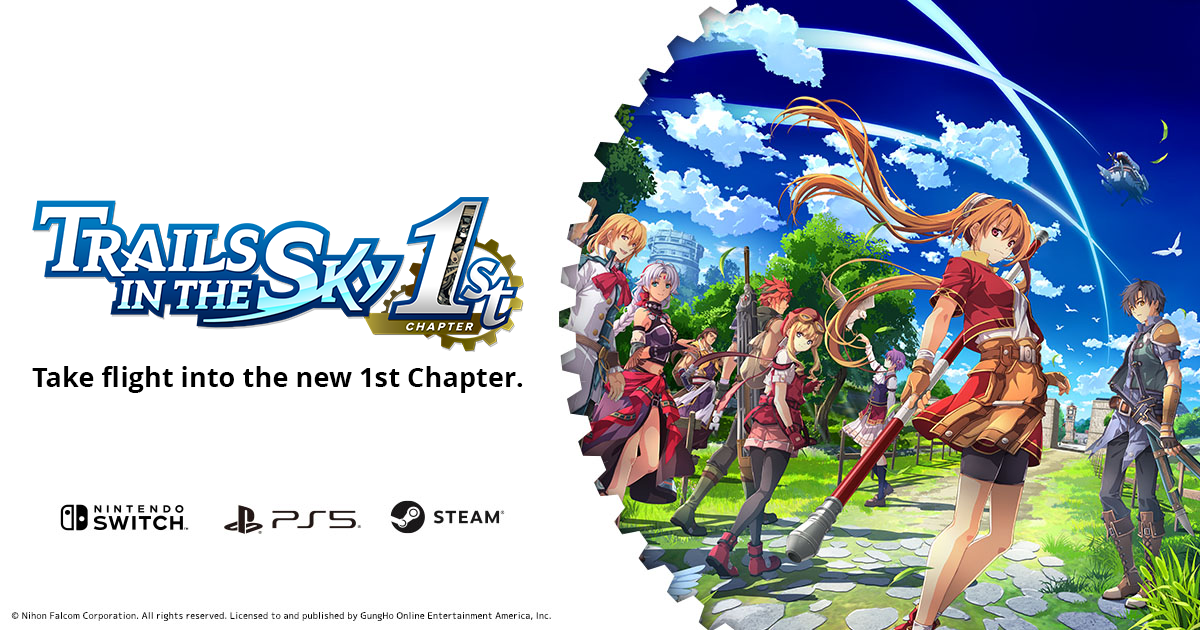 TRAILS
IN THE SKY 1st
CHAPTER
Take flight into the new 1st Chapter.
NINTENDO
SWITCH™
PS5®
STEAM®
© Nihon Falcom Corporation. All rights reserved. Licensed to and published by GungHo Online Entertainment America, Inc.